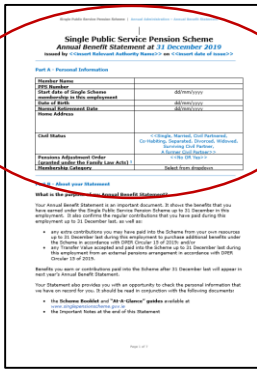 Single Public Service Pension Scheme | Annual Administration - Annual Benefit Statement
Single Public Service Pension Scheme
Annual Benefit Statement at 31 December 2019
Issued by <<Insert Relevant Authority Name>> on <<insert date of issue>>
Part A - Personal Information
Member Name
PPS Number
Start date of Single Scheme membership in this employment dd/mm/yyyy
Date of Birth dd/mm/yyyy
Normal Retirement Date dd/mm/yyyy
Home Address
Civil Status <<Single, Married, Civil Partnered,
Co-Habiting, Separated, Divorced, Widowed,
Surviving Civil Partner,
A former Civil Partner>>
Pensions Adjustment Order <<No OR Yes>>
(granted under the Family Law Acts)
Membership Category Select from dropdown
Part B - About your Statement
What is the purpose of my Annual Benefit Statement?
Your Annual Benefit Statement is an important document. It shows the benefits that you
have earned under the Single Public Service Pension Scheme up to 31 December in this
employment. It also confirms the regular contributions that you have paid during this
employment up to 31 December last, as well as:
• any extra contributions you may have paid into the Scheme from your own resources
up to 31 December last during this employment to purchase additional benefits under
the Scheme in accordance with DPER Circular 15 of 2019; and/or
• any Transfer Value accepted and paid into the Scheme up to 31 December last during
this employment from an external pensions arrangement in accordance with DPER
Circular 15 of 2019.
Benefits you earn or contributions paid into the Scheme after 31 December last will appear in
next year's Annual Benefit Statement.
Your Statement also provides you with an opportunity to check the personal information that
we have on record for you. It should be read in conjunction with the following documents:
• the Scheme Booklet and "At-A-Glance" guides available at
www.singlepensionscheme.gov.ie
• the Important Notes at the end of this Statement
Page 1 of 7